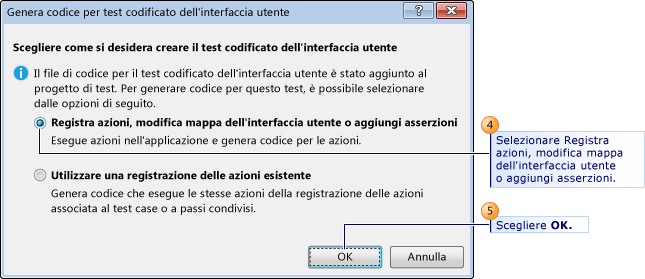 Genera codice per test codificato dell'interfaccia utente
Scegliere come si desidera creare il test codificato dell'interfaccia utente
Il file di codice per il test codificato dell'interfaccia utente è stato aggiunto al
progetto di test. Per generare codice per questo test, è possibile selezionare
dalle opzioni di seguito.
Registra azioni, modifica mappa dell'interfaccia utente o aggiungi asserzioni
Esegue azioni nell'applicazione e genera codice per le azioni.
4
Selezionare Registra
azioni, modifica mappa
dell'interfaccia utente
o aggiungi asserzioni.
Utilizzare una registrazione delle azioni esistente
Genera codice che esegue le stesse azioni della registrazione delle azioni
associata al test case o a passi condivisi.
5
Scegliere OK.
OK
Annulla